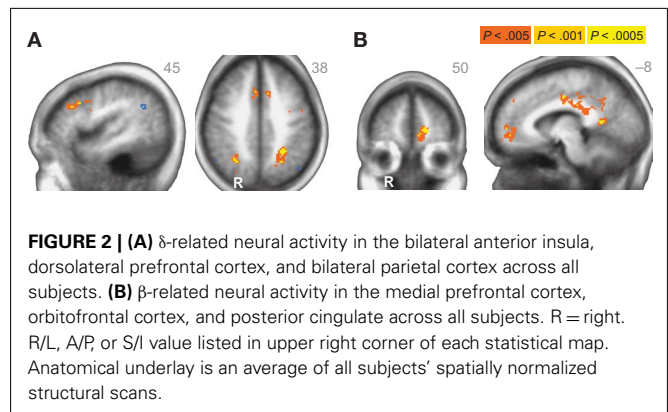 A
B
P < .005 P < .001 P < .0005
45
38
50
–8
R
R
FIGURE 2 | (A) δ-related neural activity in the bilateral anterior insula,
dorsolateral prefrontal cortex, and bilateral parietal cortex across all
subjects. (B) β-related neural activity in the medial prefrontal cortex,
orbitofrontal cortex, and posterior cingulate across all subjects. R = right.
R/L, A/P, or S/I value listed in upper right corner of each statistical map.
Anatomical underlay is an average of all subjects' spatially normalized
structural scans.